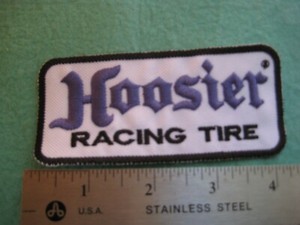 Hoosier®
RACING TIRE
1 2 3 4
U.S.A. STAINLESS STEEL